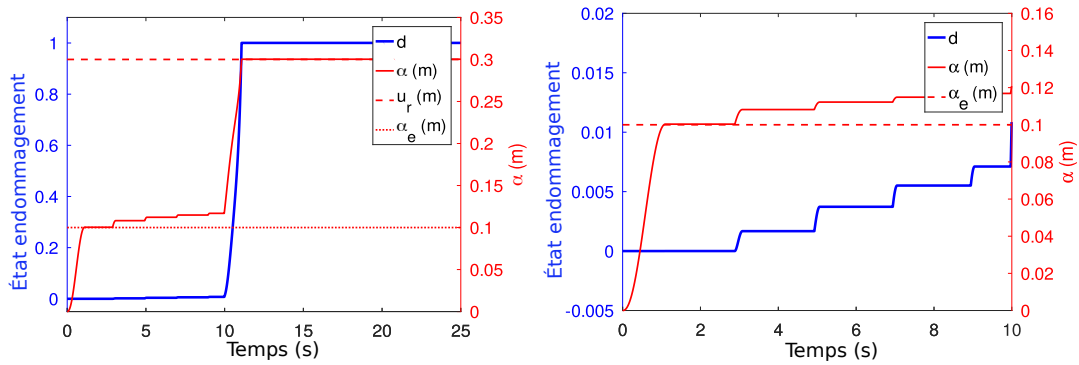 1
0.8
0.6
0.4
0.2
0
État endommagement
0 5 10 15 20 25
Temps (s)
0.35
0.3
0.25
0.2
0.15
0.1
0.05
0
α (m)
d
α (m)
u_r (m)
α_e (m)
0.02
0.015
0.01
0.005
0
-0.005
État endommagement
0 2 4 6 8 10
Temps (s)
0.16
0.14
0.12
0.1
0.08
0.06
0.04
0.02
0
α (m)
d
α (m)
α_e (m)